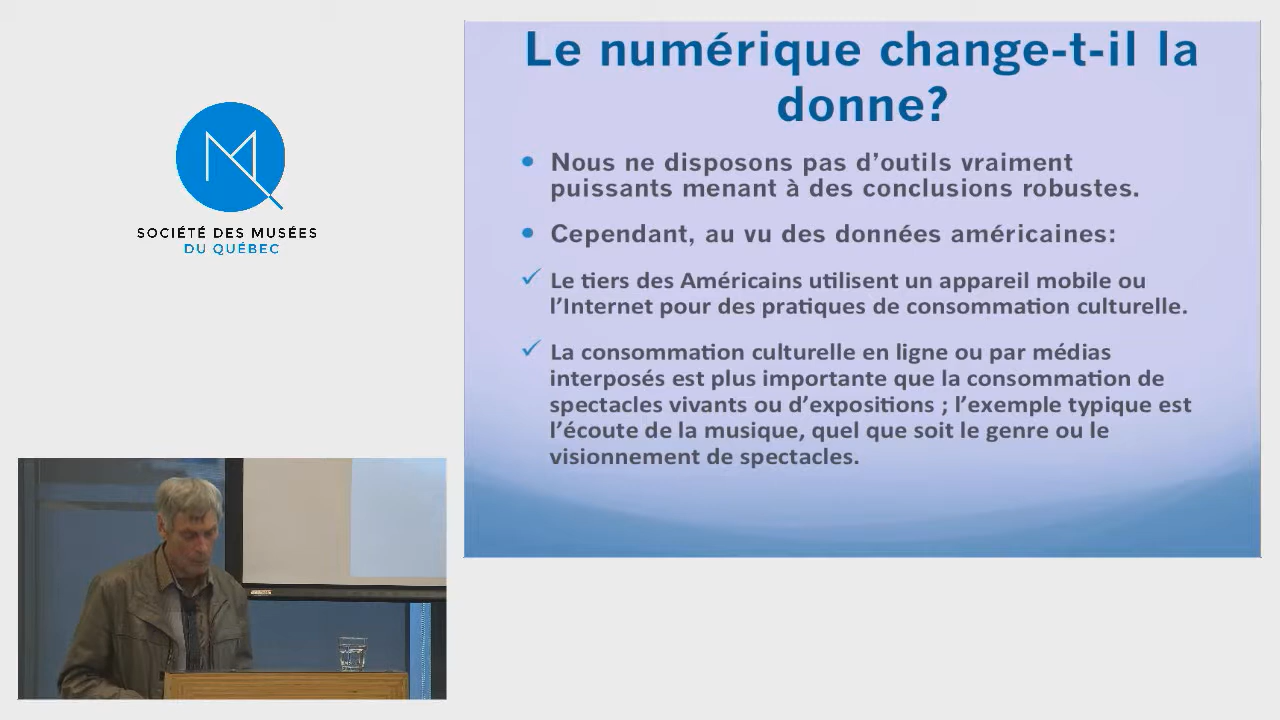 SOCIÉTÉ DES MUSÉES
DU QUÉBEC
Le numérique change-t-il la
donne?
• Nous ne disposons pas d’outils vraiment
puissants menant à des conclusions robustes.
• Cependant, au vu des données américaines:
✓ Le tiers des Américains utilisent un appareil mobile ou
l’Internet pour des pratiques de consommation culturelle.
✓ La consommation culturelle en ligne ou par médias
interposés est plus importante que la consommation de
spectacles vivants ou d’expositions ; l’exemple typique est
l’écoute de la musique, quel que soit le genre ou le
visionnement de spectacles.